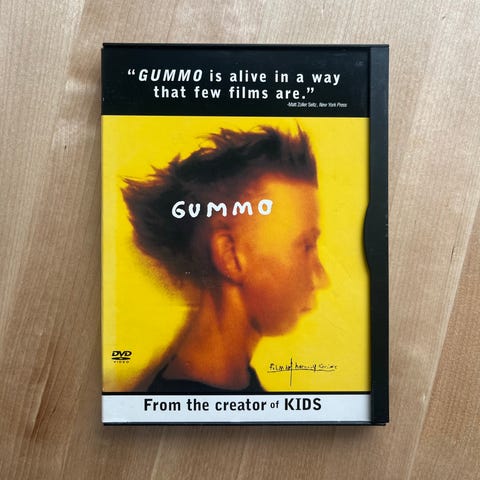 “GUMMO is alive in a way
that few films are.”
-Matt Zoller Seitz, New York Press
GUMMO
DVD
VIDEO
From the creator of KIDS